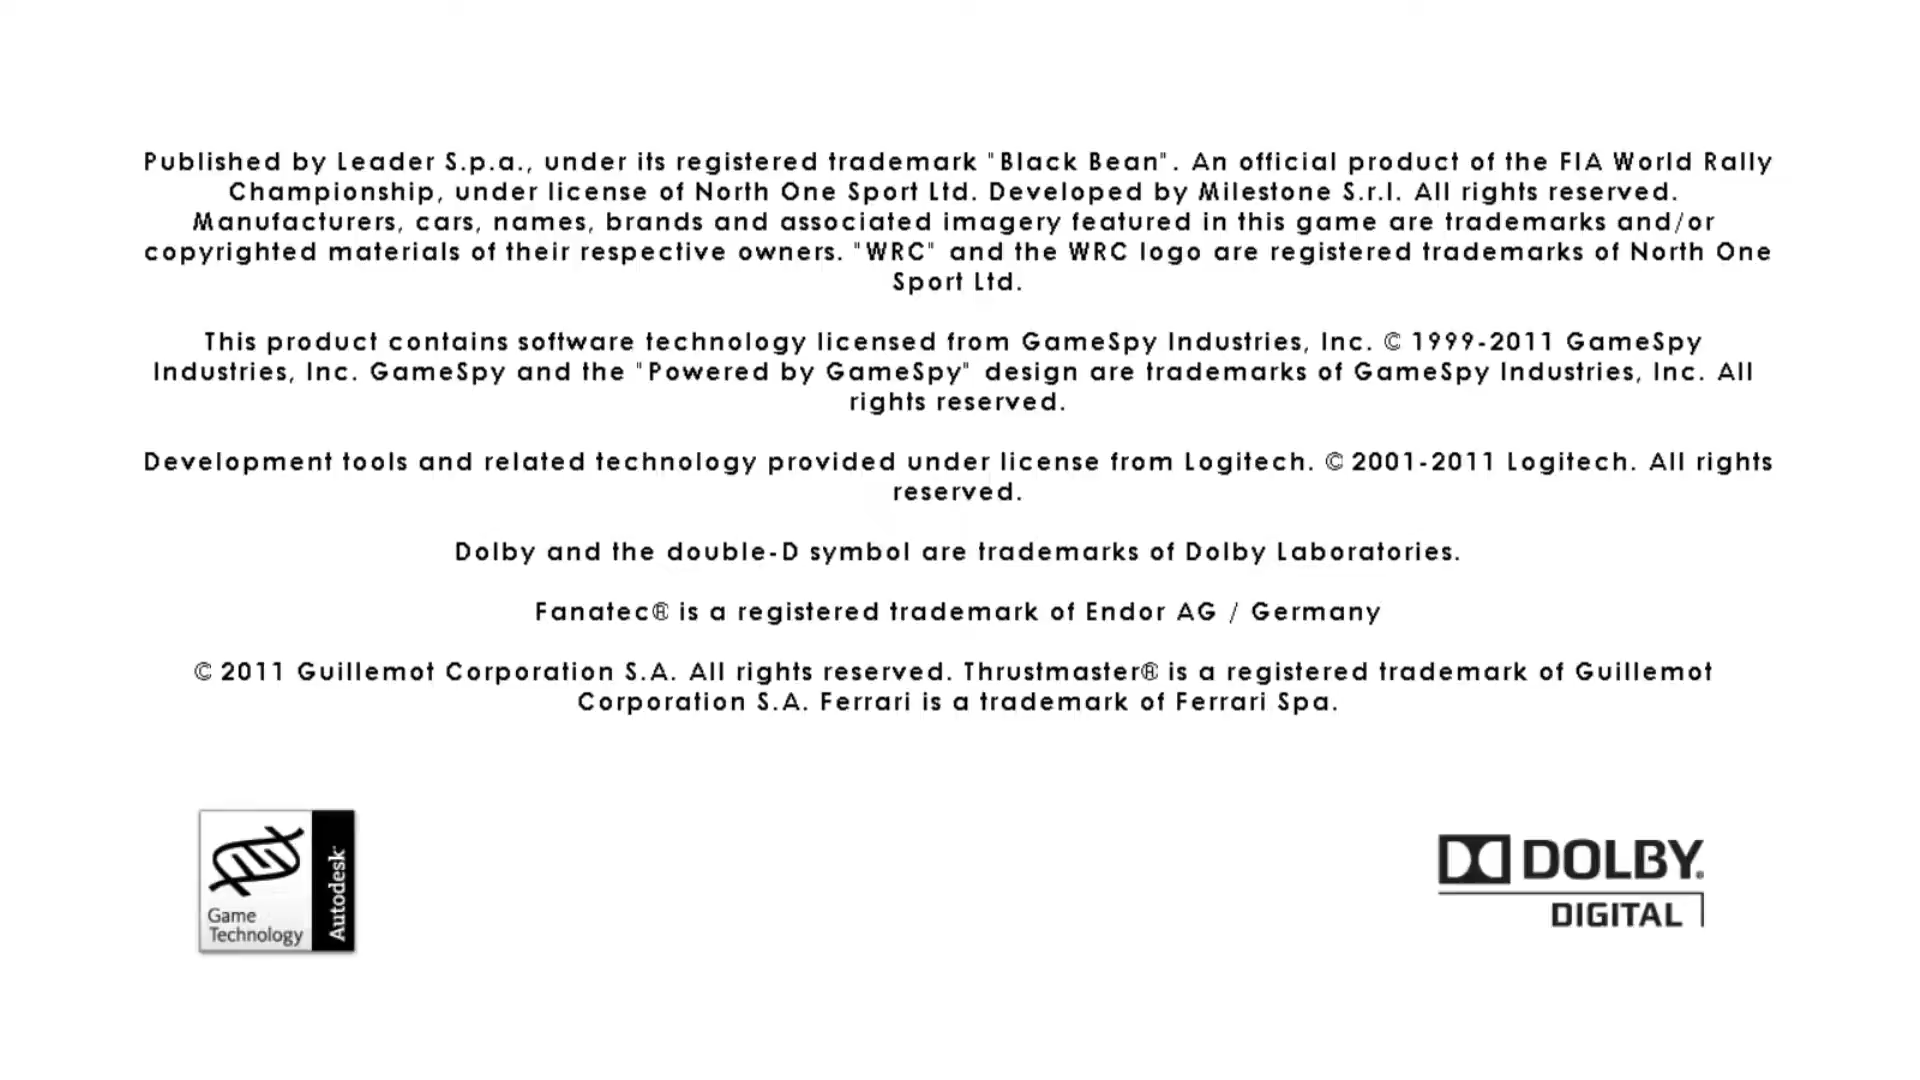 Published by Leader S.p.a., under its registered trademark "Black Bean". An official product of the FIA World Rally
Championship, under license of North One Sport Ltd. Developed by Milestone S.r.l. All rights reserved.
Manufacturers, cars, names, brands and associated imagery featured in this game are trademarks and/or
copyrighted materials of their respective owners. "WRC" and the WRC logo are registered trademarks of North One
Sport Ltd.
This product contains software technology licensed from GameSpy Industries, Inc. © 1999-2011 GameSpy
Industries, Inc. GameSpy and the "Powered by GameSpy" design are trademarks of GameSpy Industries, Inc. All
rights reserved.
Development tools and related technology provided under license from Logitech. © 2001-2011 Logitech. All rights
reserved.
Dolby and the double-D symbol are trademarks of Dolby Laboratories.
Fanatec® is a registered trademark of Endor AG / Germany
© 2011 Guillemot Corporation S.A. All rights reserved. Thrustmaster® is a registered trademark of Guillemot
Corporation S.A. Ferrari is a trademark of Ferrari Spa.
Game
Technology
Autodesk
DOLBY
DIGITAL